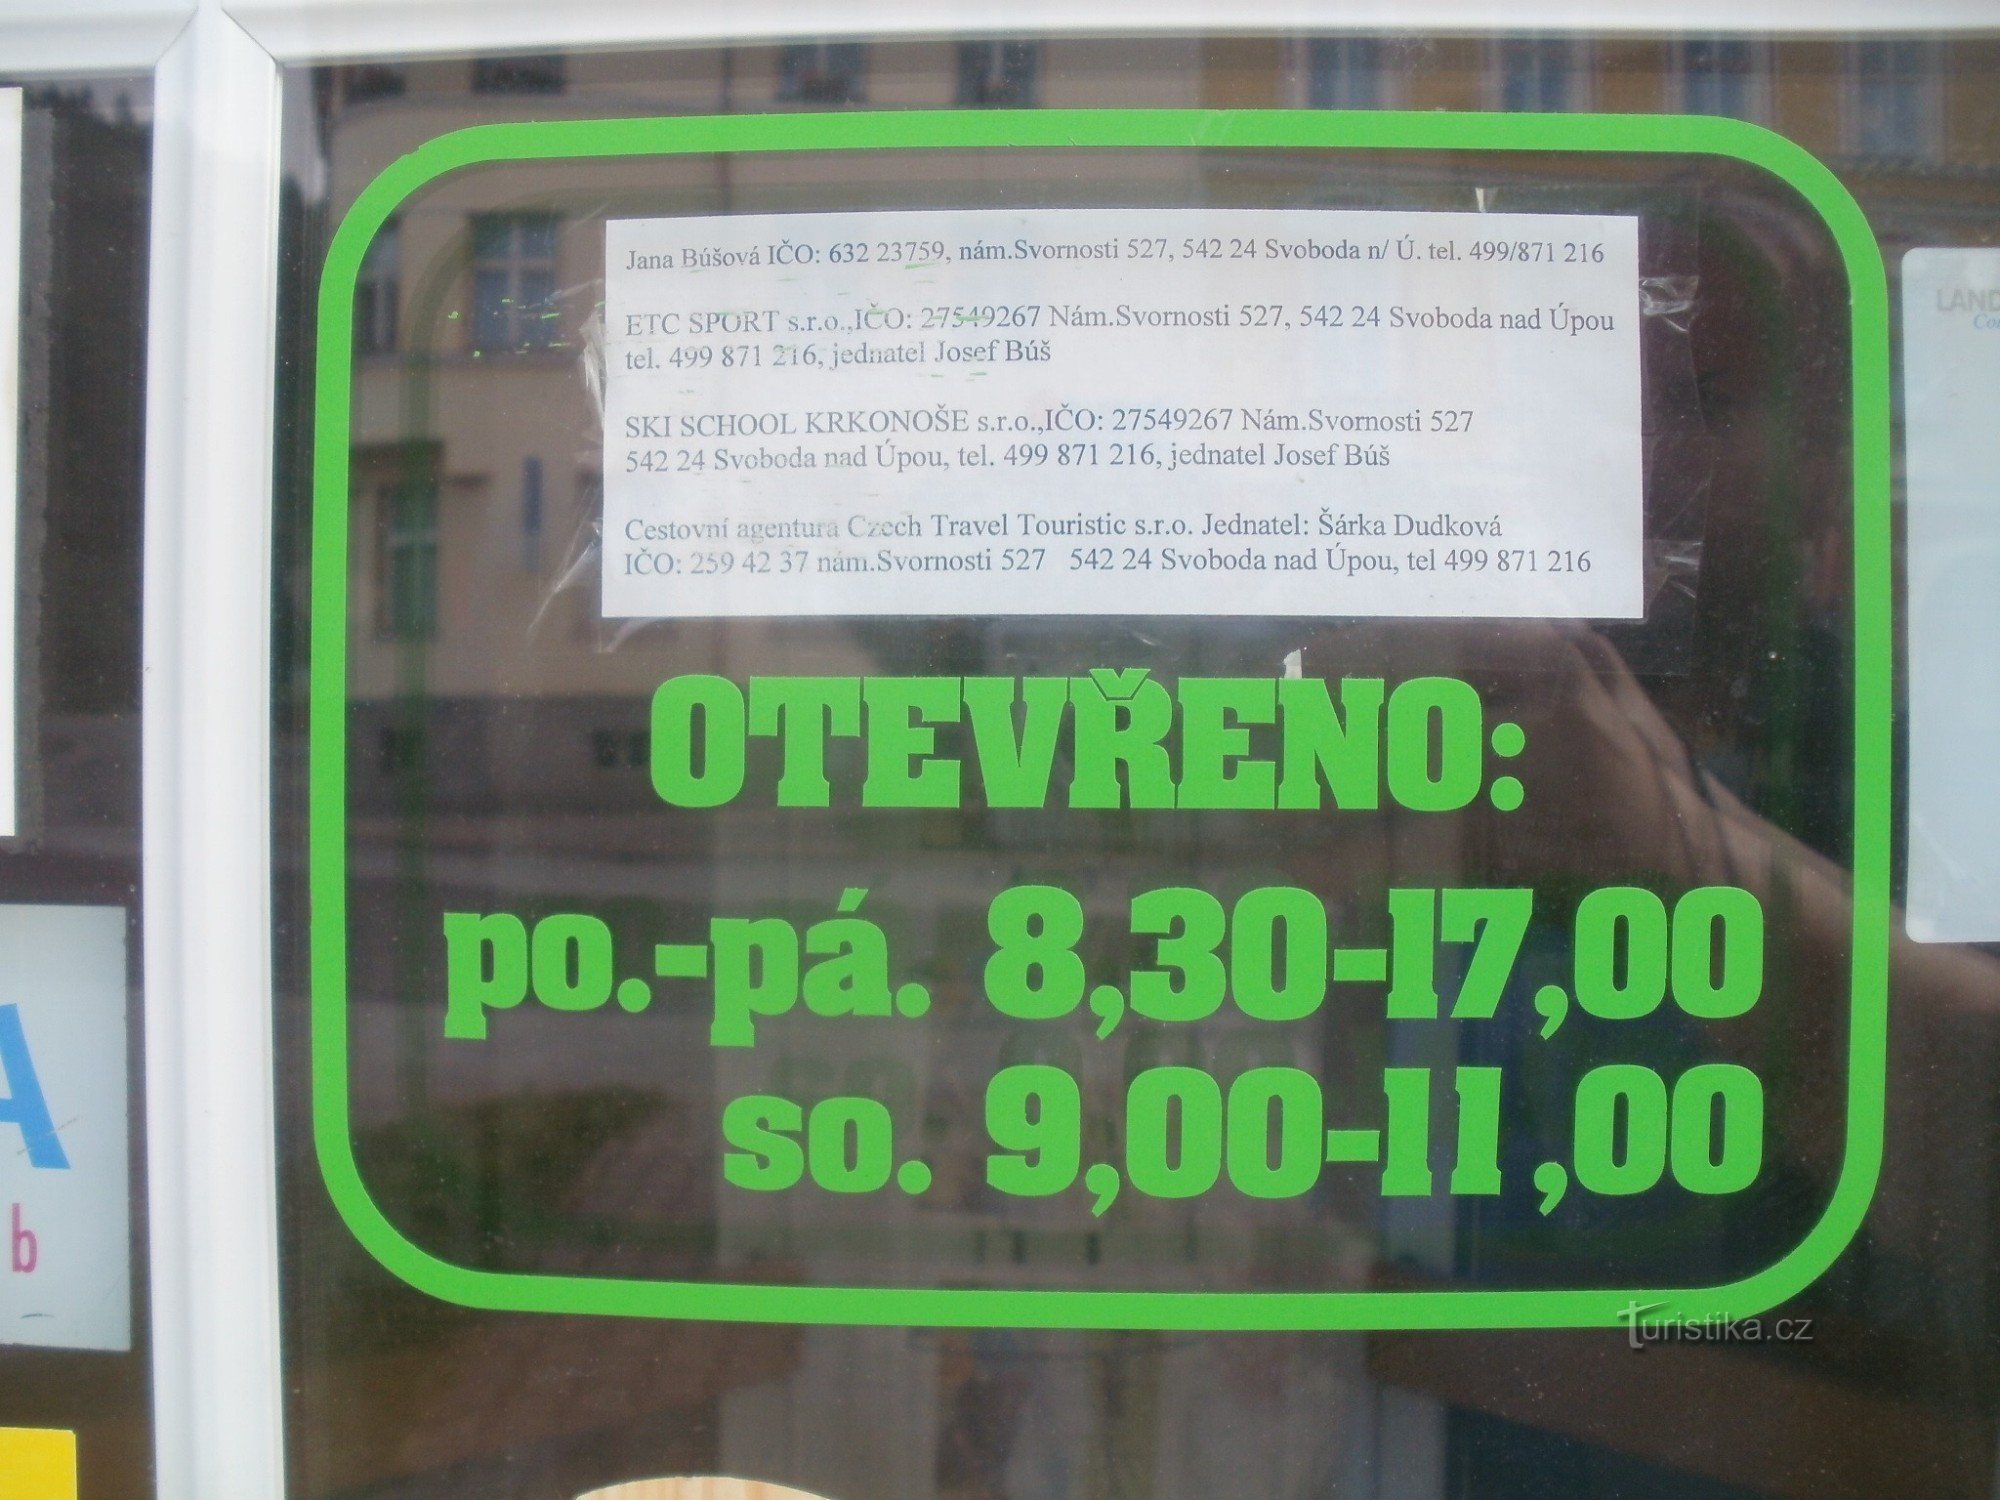 Jana Búšová IČO: 632 23759, nám.Svornosti 527, 542 24 Svoboda n/ Ú. tel. 499/871 216
ETC SPORT s.r.o.,IČO: 27549267 Nám.Svornosti 527, 542 24 Svoboda nad Úpou
tel. 499 871 216, jednatel Josef Búš
SKI SCHOOL KRKONOŠE s.r.o.,IČO: 27549267 Nám.Svornosti 527
542 24 Svoboda nad Úpou, tel. 499 871 216, jednatel Josef Búš
Cestovní agentura Czech Travel Touristic s.r.o. Jednatel: Šárka Dudková
IČO: 259 42 37 nám.Svornosti 527 542 24 Svoboda nad Úpou, tel 499 871 216
OTEVŘENO:
po.-pá. 8,30-17,00
so. 9,00-11,00
LAND
A
b
Turistika.cz